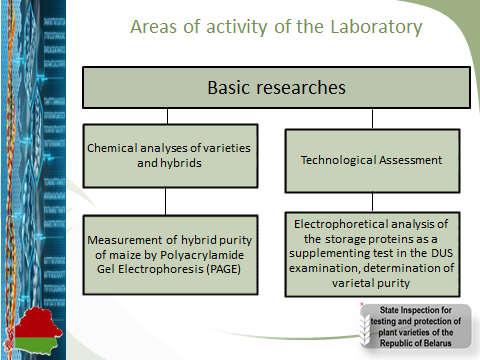 Areas of activity of the Laboratory
Basic researches
Chemical analyses of varieties
and hybrids
Technological Assessment
Measurement of hybrid purity
of maize by Polyacrylamide
Gel Electrophoresis (PAGE)
Electrophoretical analysis of
the storage proteins as a
supplementing test in the DUS
examination, determination of
varietal purity
State Inspection for
testing and protection of
plant varieties of the
Republic of Belarus